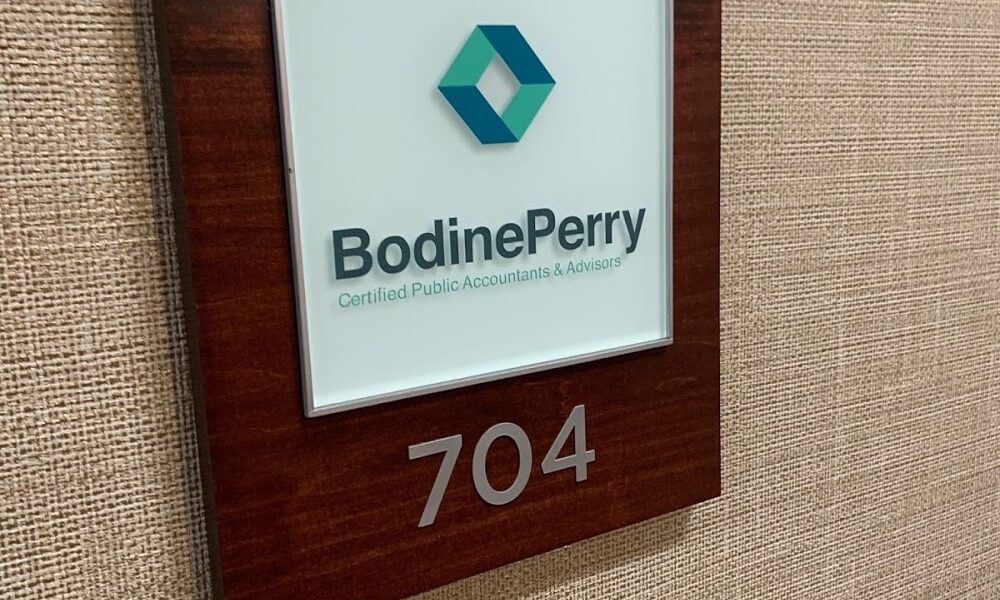 BodinePerry
Certified Public Accountants & Advisors
704